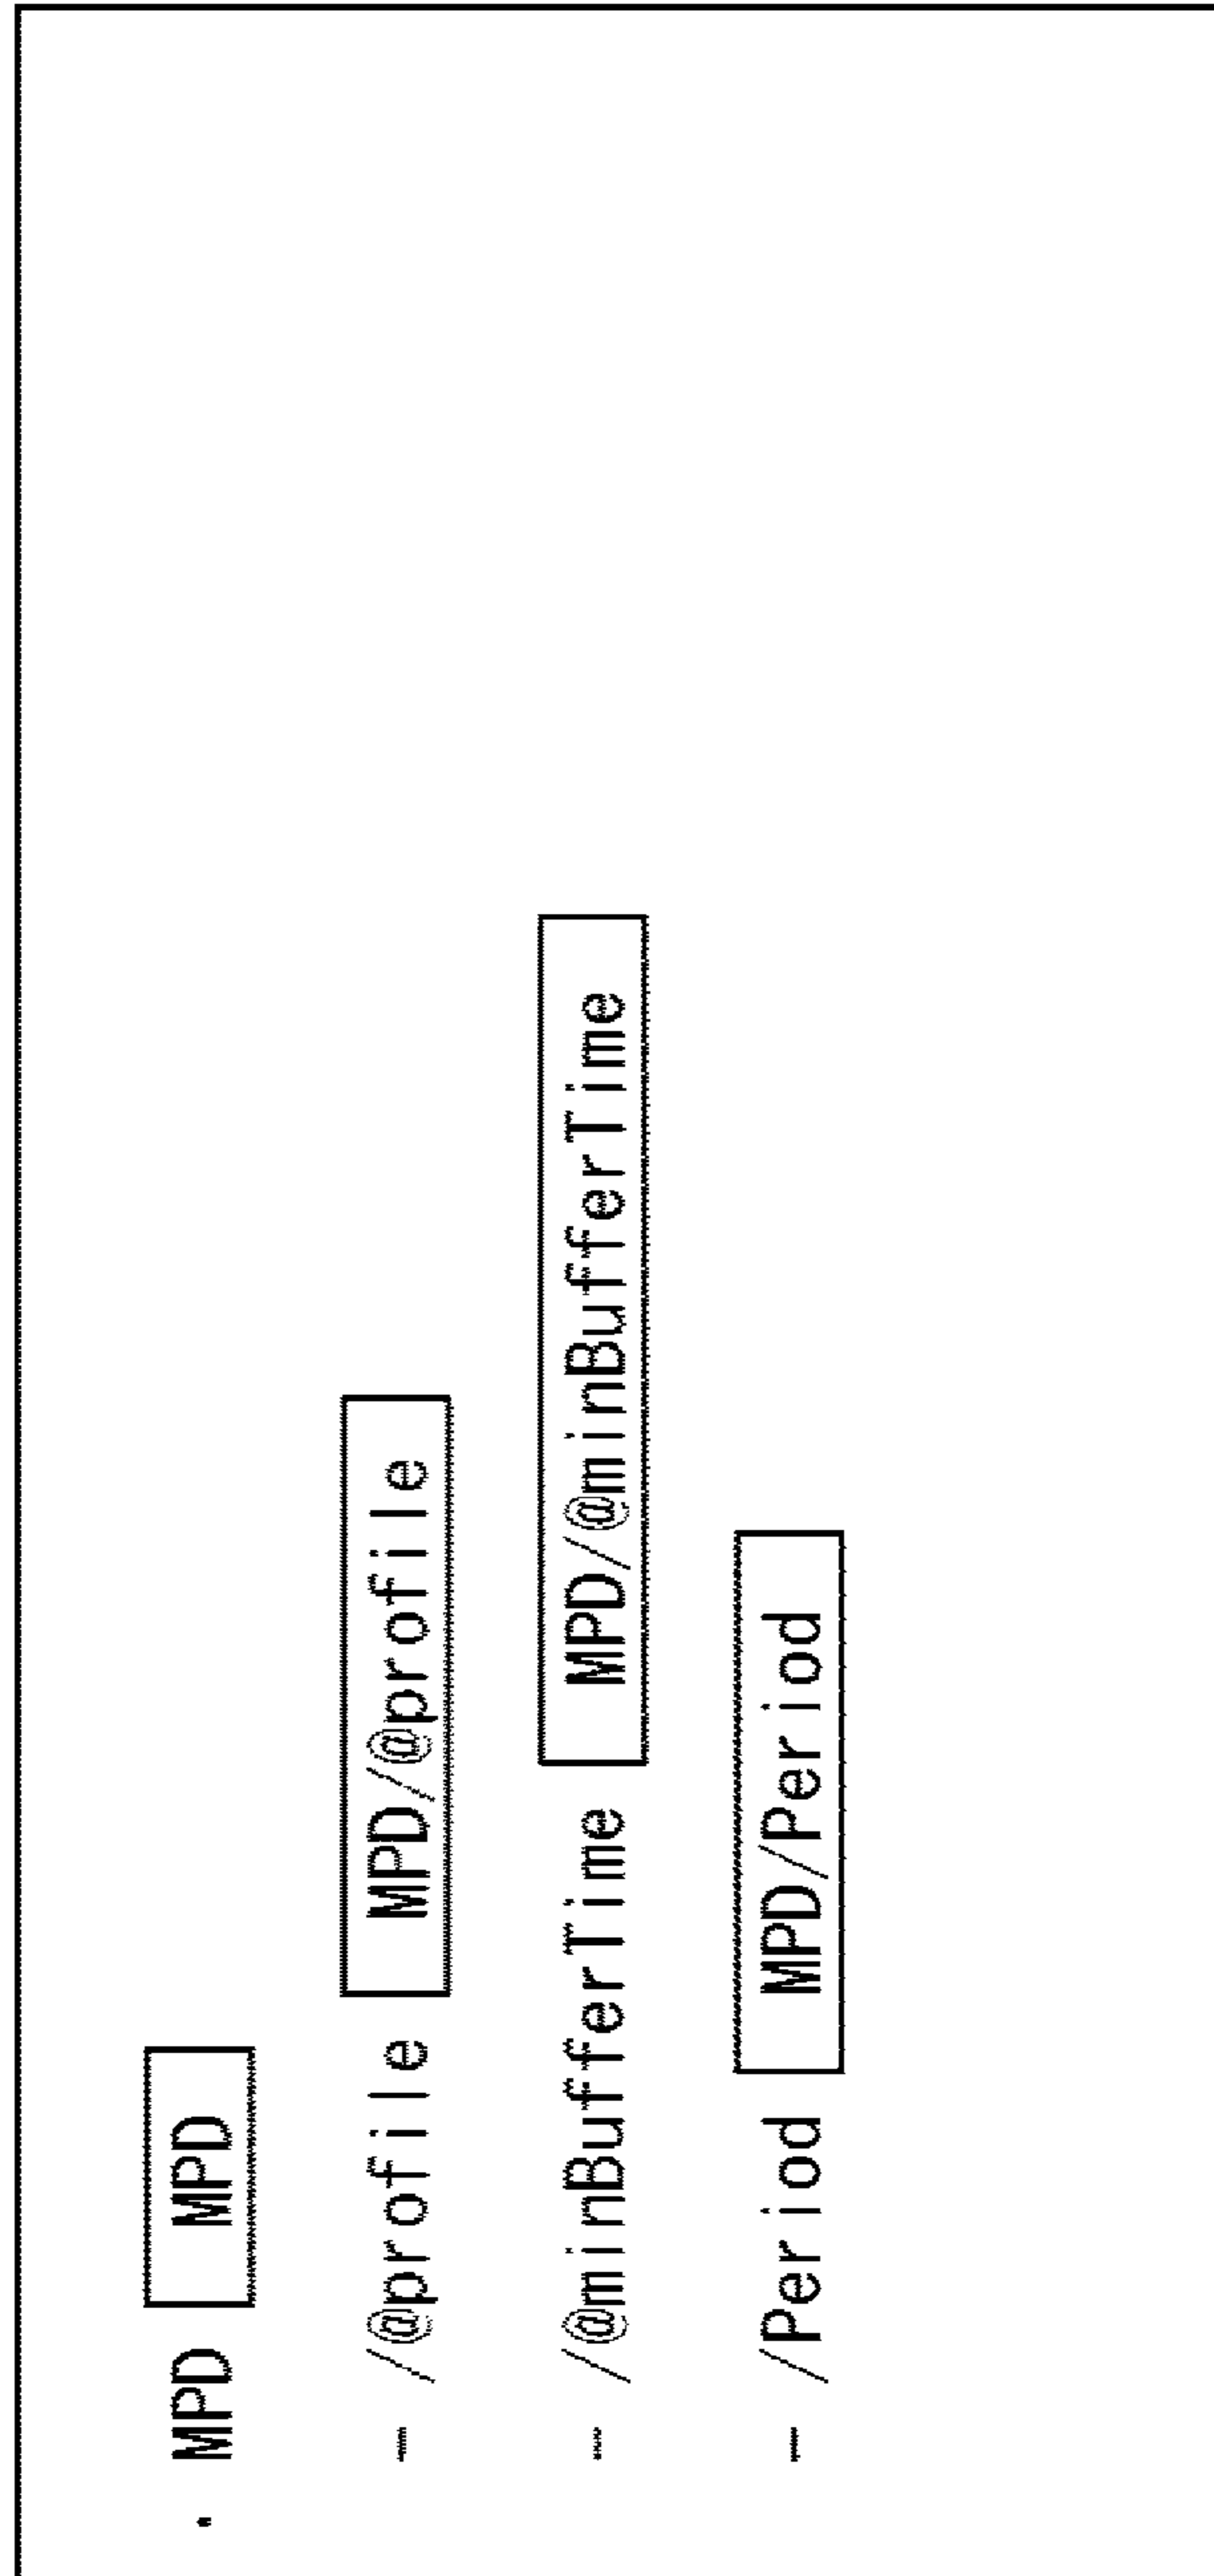 · MPD MPD
- /@profile MPD/@profile
- /@minBufferTime MPD/@minBufferTime
- /Period MPD/Period